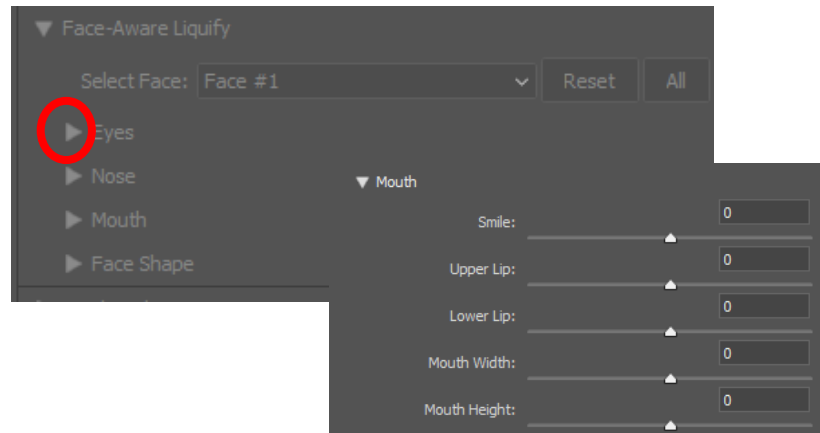 Face-Aware Liquify
Select Face: Face #1 Reset All
Eyes
Nose
Mouth
Face Shape
Mouth
Smile: 0
Upper Lip: 0
Lower Lip: 0
Mouth Width: 0
Mouth Height: 0